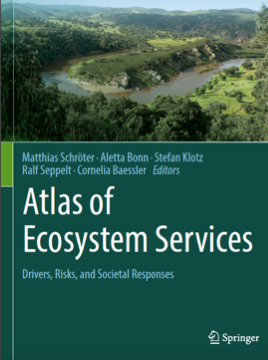 Matthias Schröter · Aletta Bonn · Stefan Klotz
Ralf Seppelt · Cornelia Baessler Editors
Atlas of
Ecosystem Services
Drivers, Risks, and Societal Responses
Springer